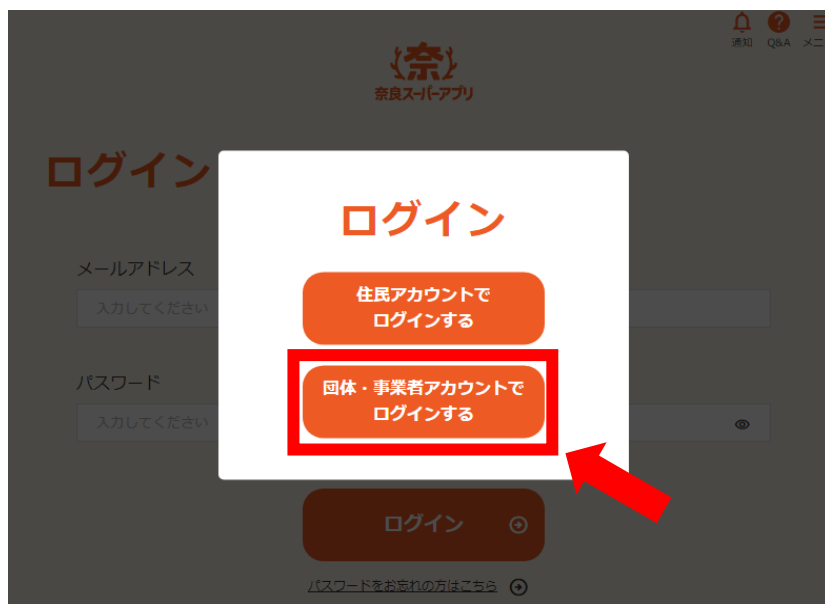 通知 Q&A メニ
奈
奈良スーパーアプリ
ログイン
ログイン
メールアドレス
入力してください
住民アカウントで
ログインする
パスワード
入力してください
団体・事業者アカウントで
ログインする
ログイン
パスワードをお忘れの方はこちら